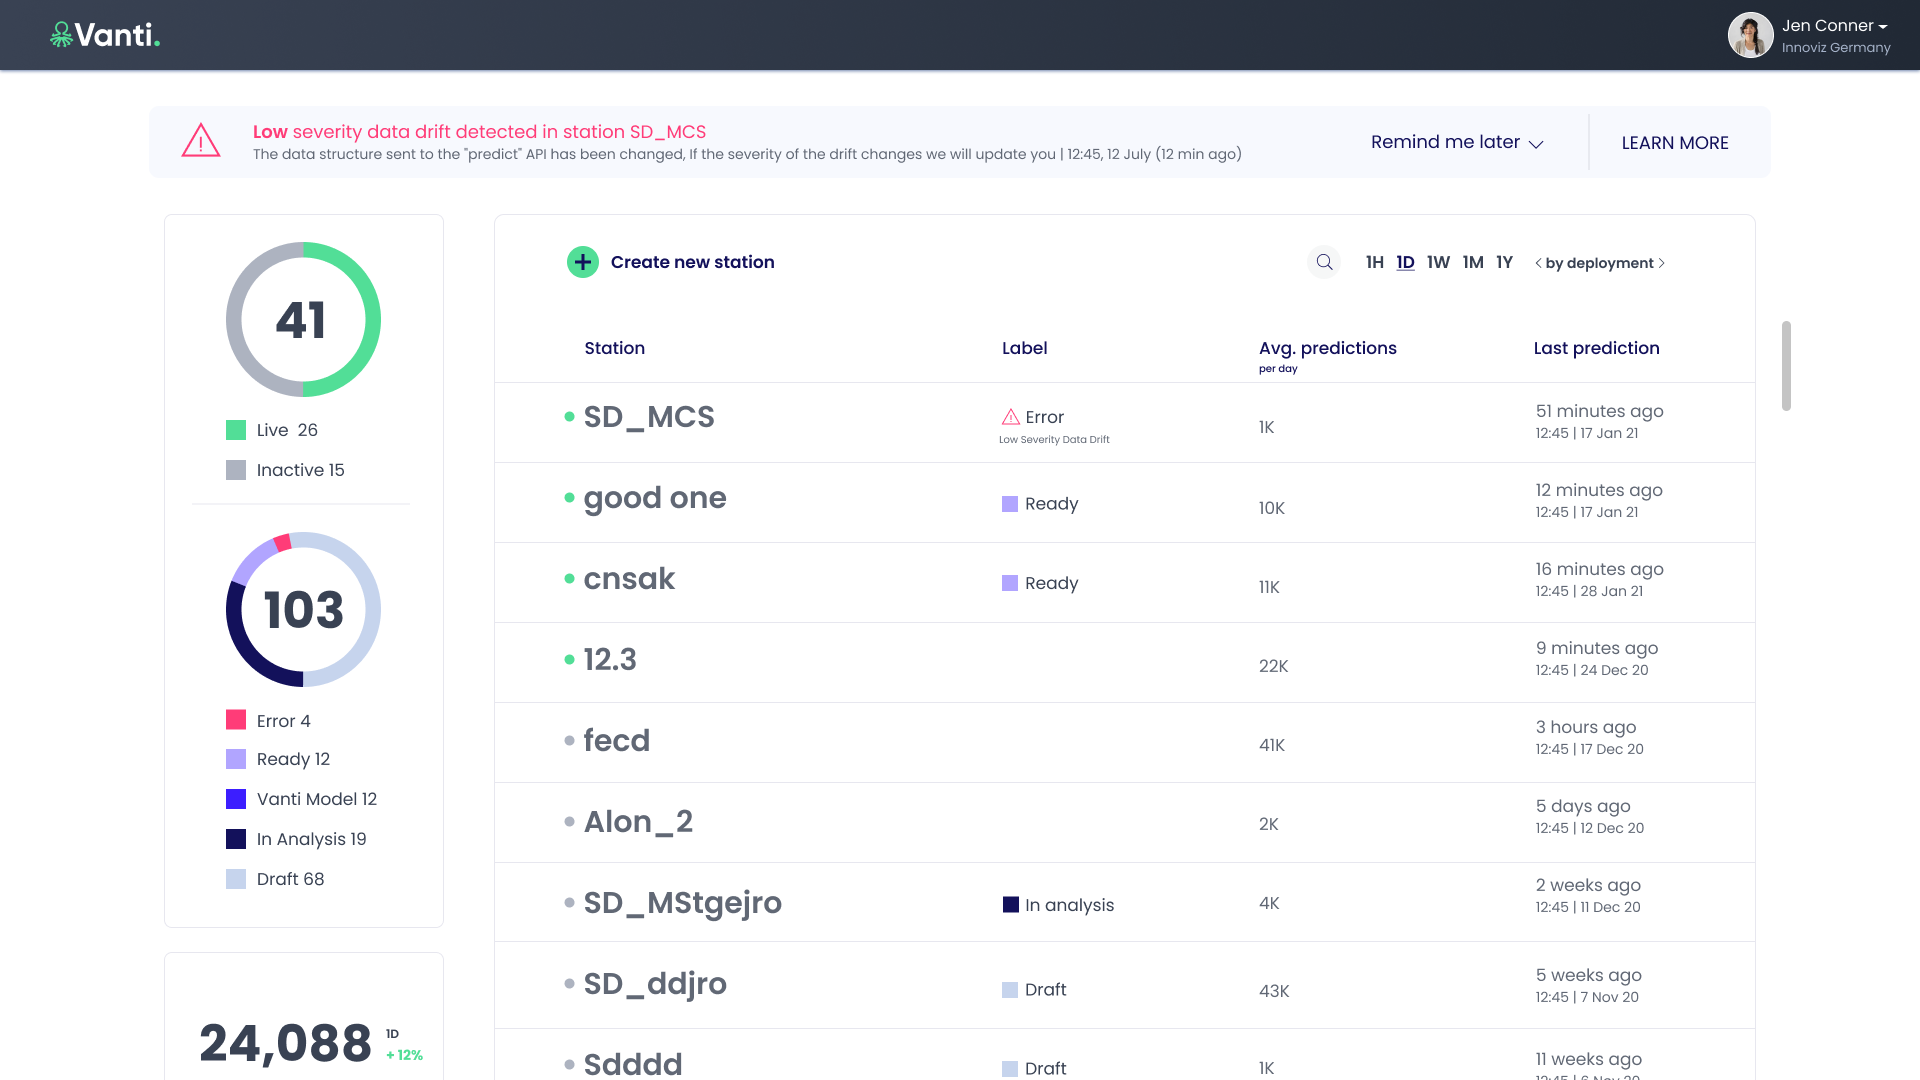 Vanti.
Jen Conner
Innoviz Germany
Low severity data drift detected in station SD_MCS
The data structure sent to the "predict" API has been changed, If the severity of the drift changes we will update you | 12:45, 12 July (12 min ago)
Remind me later
LEARN MORE
41
Live 26
Inactive 15
103
Error 4
Ready 12
Vanti Model 12
In Analysis 19
Draft 68
24,088
1D
+ 12%
Create new station
1H 1D 1W 1M 1Y < by deployment >
Station Label Avg. predictions Last prediction
per day
SD_MCS Error 1K 51 minutes ago
Low Severity Data Drift 12:45 | 17 Jan 21
good one Ready 10K 12 minutes ago
12:45 | 17 Jan 21
cnsak Ready 11K 16 minutes ago
12:45 | 28 Jan 21
12.3 22K 9 minutes ago
12:45 | 24 Dec 20
fecd 41K 3 hours ago
12:45 | 17 Dec 20
Alon_2 2K 5 days ago
12:45 | 12 Dec 20
SD_MStgejro In analysis 4K 2 weeks ago
12:45 | 11 Dec 20
SD_ddjro Draft 43K 5 weeks ago
12:45 | 7 Nov 20
Sdddd Draft 1K 11 weeks ago
12:45 | 6 Nov 20